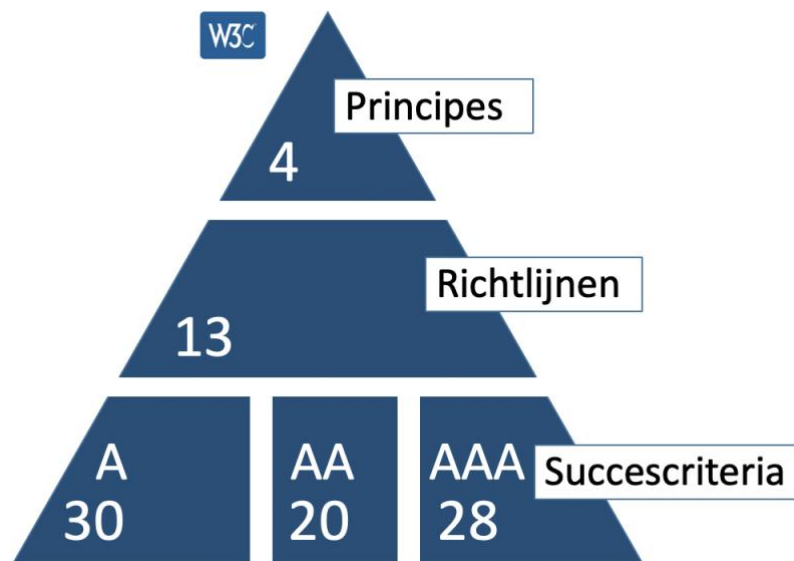 W3C
Principes
4
Richtlijnen
13
A
30
AA
20
AAA
28
Succescriteria